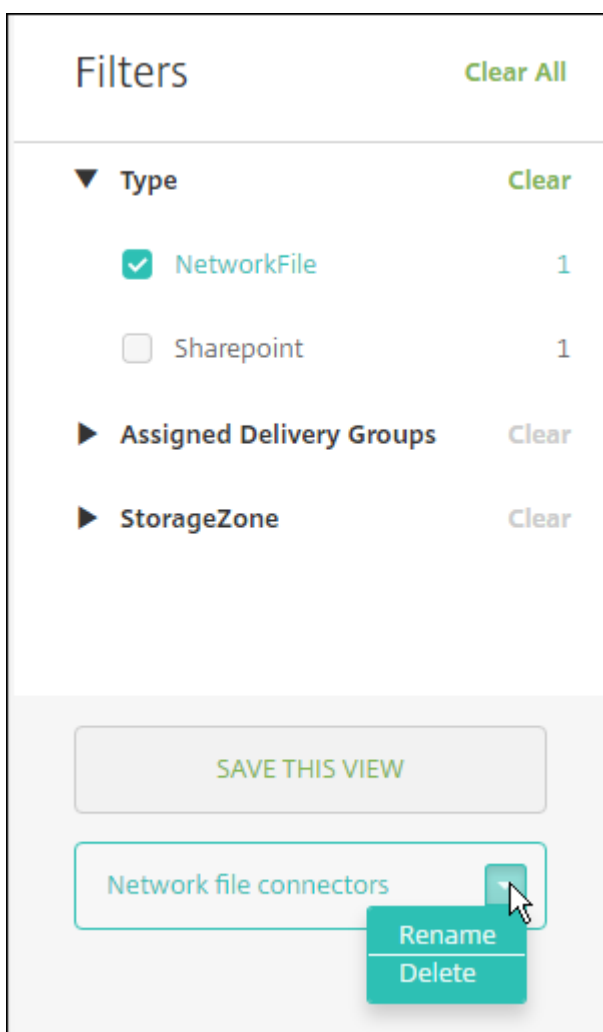 Filters Clear All
Type Clear
NetworkFile 1
Sharepoint 1
Assigned Delivery Groups Clear
StorageZone Clear
SAVE THIS VIEW
Network file connectors
Rename
Delete